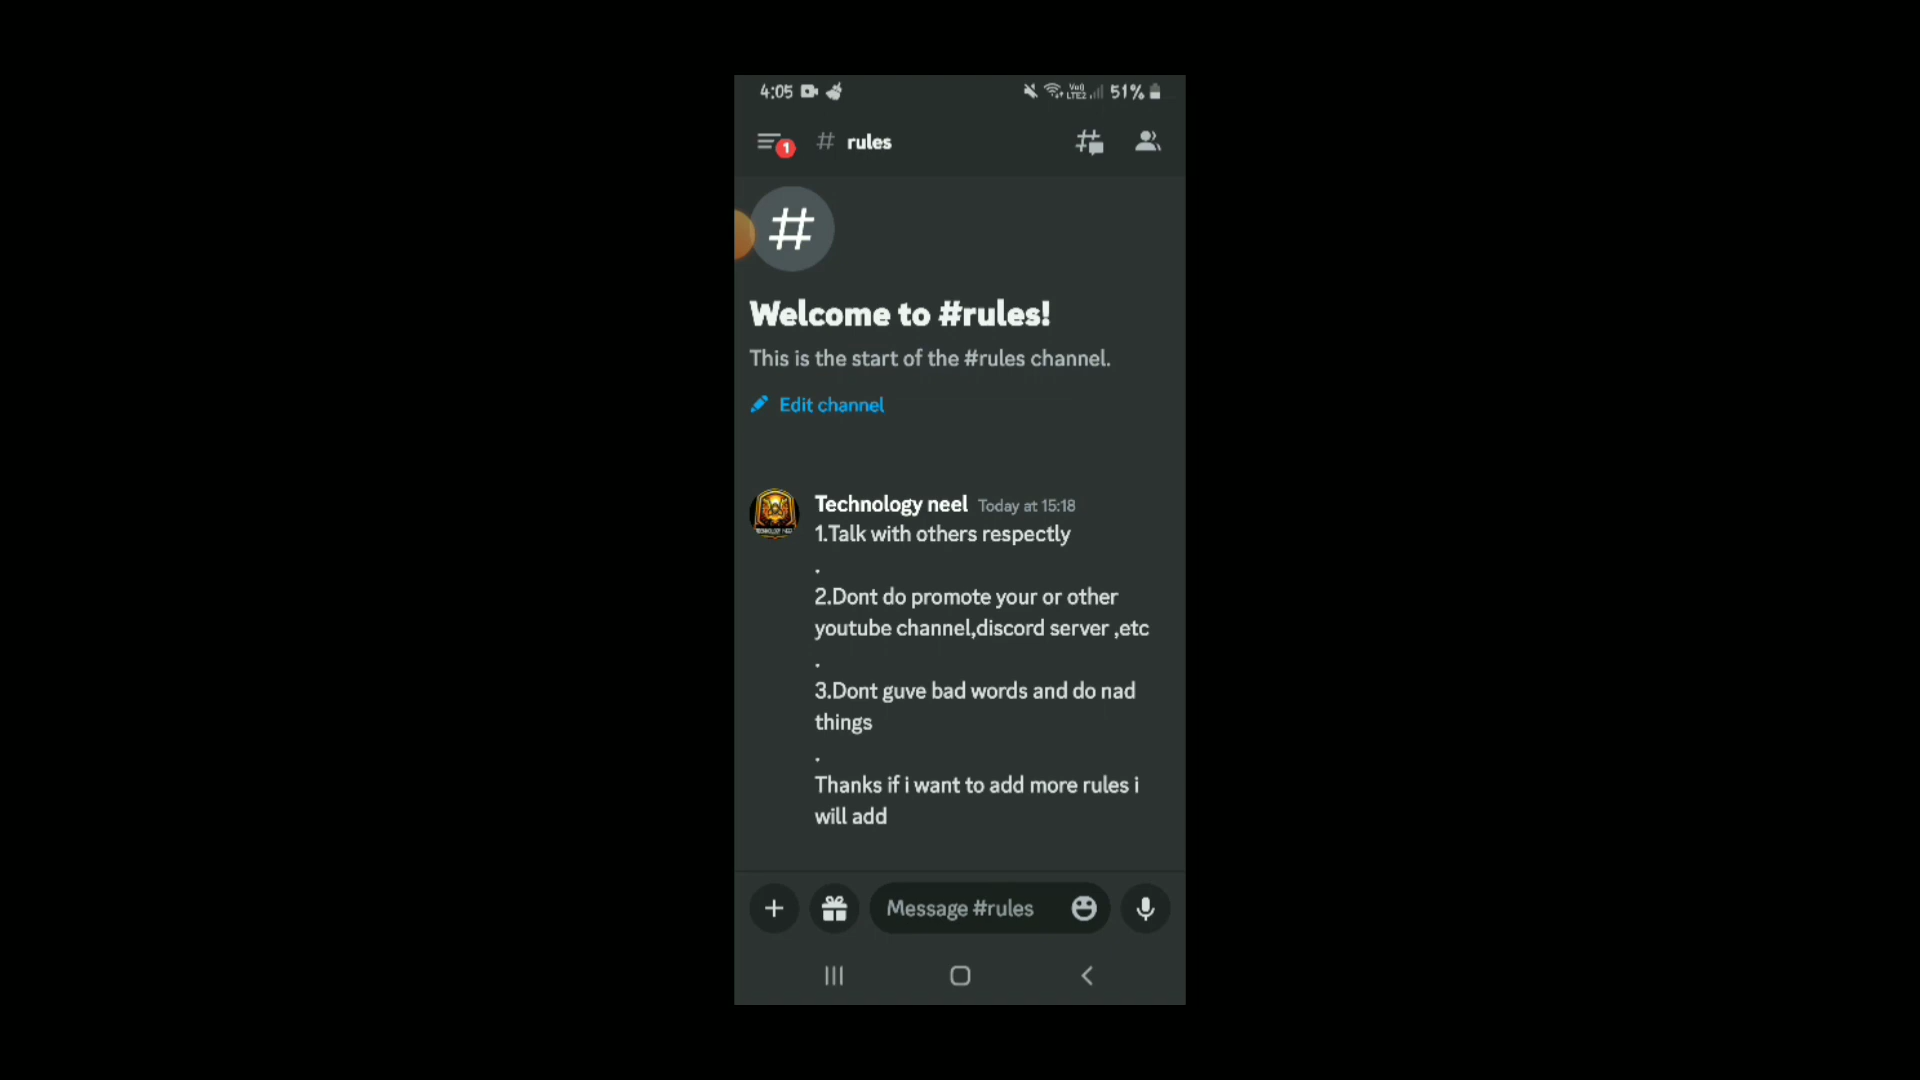 4:05 51%
1 # rules
#
Welcome to #rules!
This is the start of the #rules channel.
Edit channel
Technology neel Today at 15:18
1.Talk with others respectly
.
2.Dont do promote your or other
youtube channel,discord server ,etc
.
3.Dont guve bad words and do nad
things
.
Thanks if i want to add more rules i
will add
Message #rules